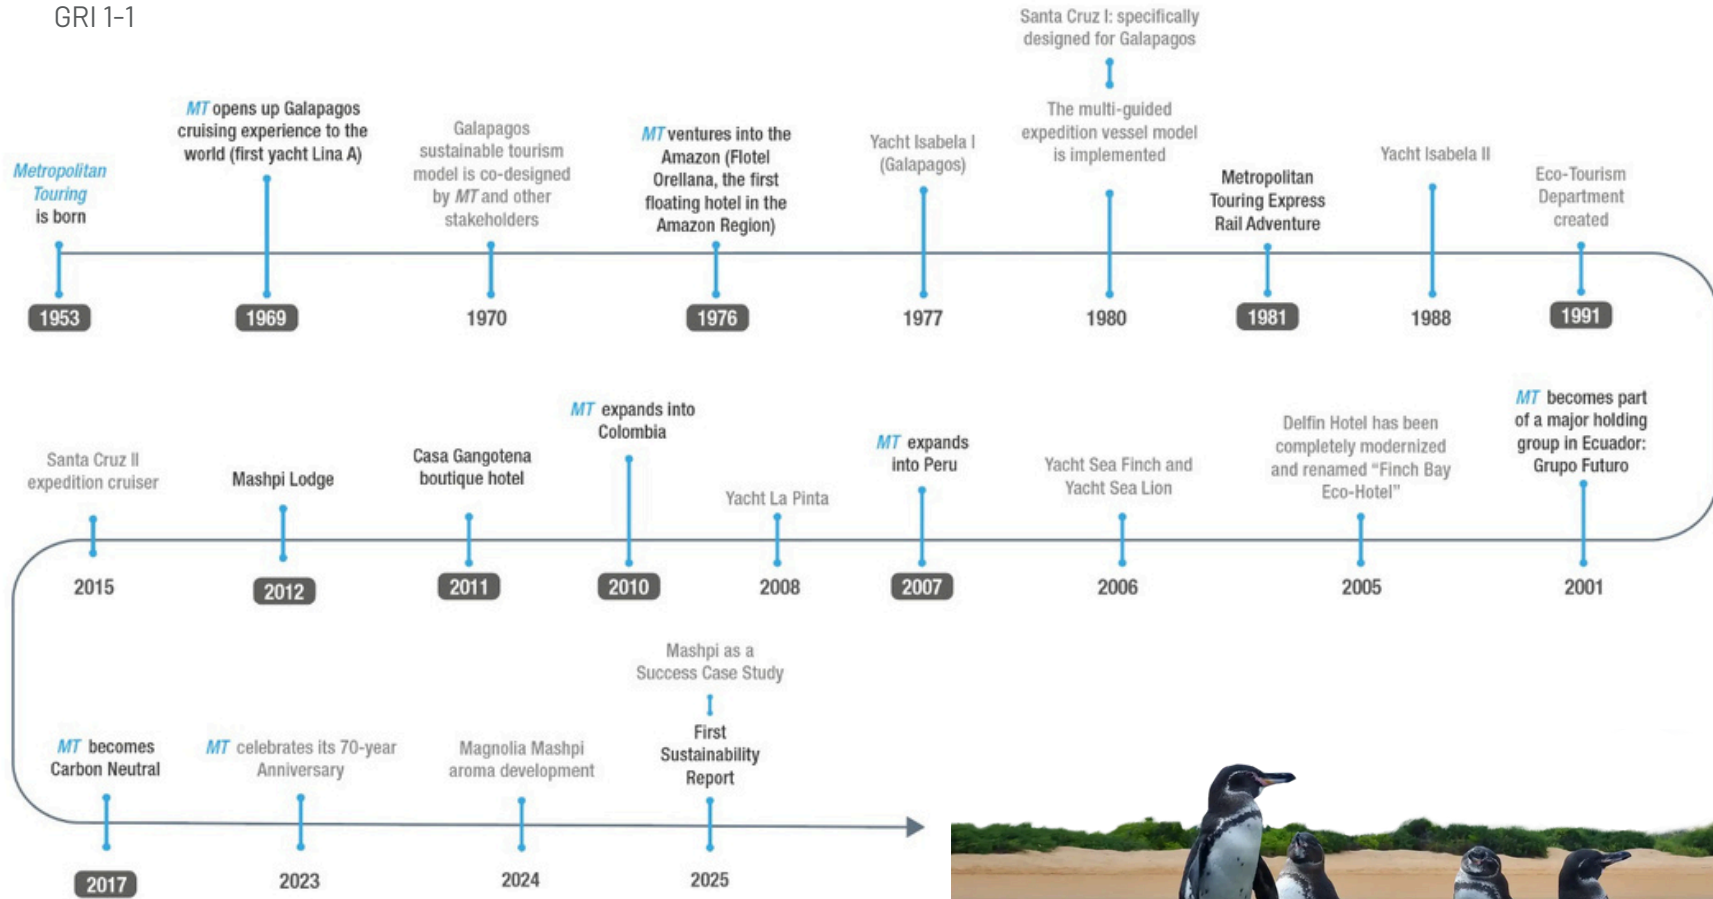 GRI 1-1
Metropolitan
Touring
is born
1953
MT opens up Galapagos
cruising experience to the
world (first yacht Lina A)
1969
Galapagos
sustainable tourism
model is co-designed
by MT and other
stakeholders
1970
MT ventures into the
Amazon (Flotel
Orellana, the first
floating hotel in the
Amazon Region)
1976
Yacht Isabela I
(Galapagos)
1977
Santa Cruz I: specifically
designed for Galapagos
The multi-guided
expedition vessel model
is implemented
1980
Metropolitan
Touring Express
Rail Adventure
1981
Yacht Isabela II
1988
Eco-Tourism
Department
created
1991
MT becomes part
of a major holding
group in Ecuador:
Grupo Futuro
2001
Delfin Hotel has been
completely modernized
and renamed “Finch Bay
Eco-Hotel”
2005
Yacht Sea Finch and
Yacht Sea Lion
2006
MT expands
into Peru
2007
Yacht La Pinta
2008
MT expands into
Colombia
2010
Casa Gangotena
boutique hotel
2011
Mashpi Lodge
2012
Santa Cruz II
expedition cruiser
2015
MT becomes
Carbon Neutral
2017
MT celebrates its 70-year
Anniversary
2023
Magnolia Mashpi
aroma development
2024
Mashpi as a
Success Case Study
First
Sustainability
Report
2025